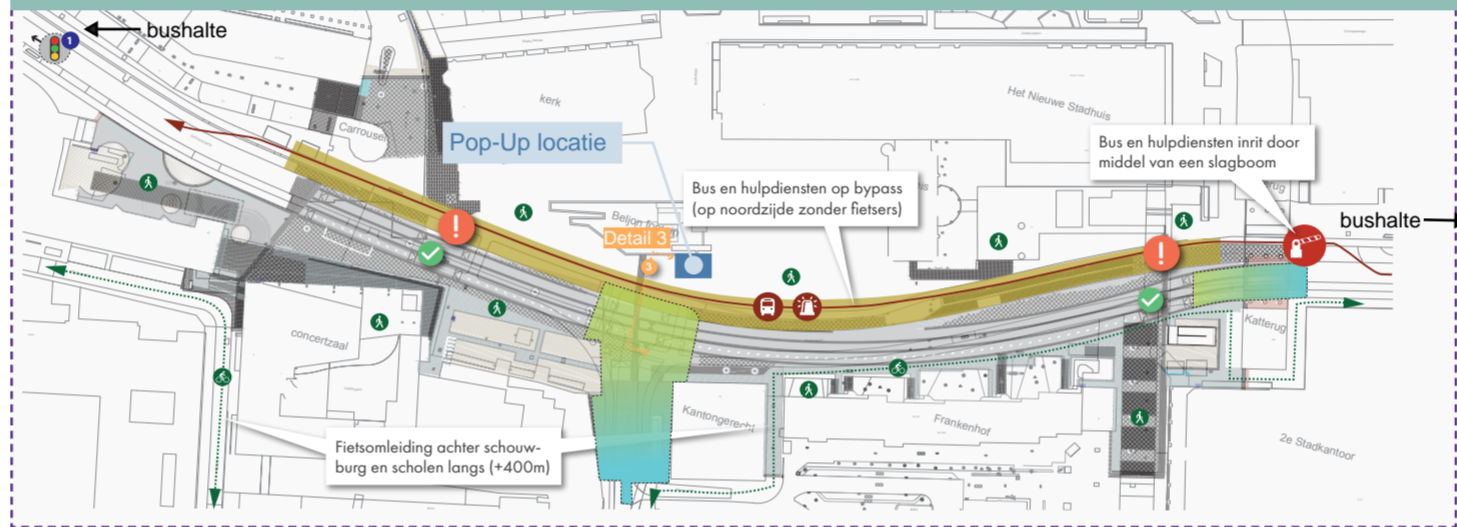 bushalte
1
kerk
Het Nieuwe Stadhuis
Carrousel
Pop-Up locatie
Bus en hulpdiensten inrit door
middel van een slagboom
Bus en hulpdiensten op bypass
(op noordzijde zonder fietsers)
bushalte
Detail 3
3
concertzaal
Katterug
Kantongerecht
Frankenhof
2e Stadkantoor
Fietsomleiding achter schouw-
burg en scholen langs (+400m)